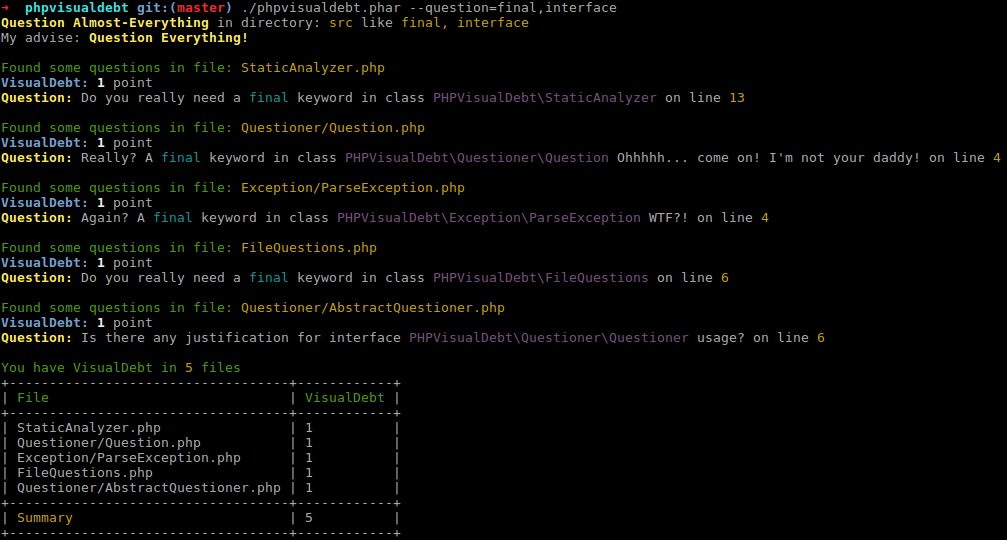 ➜  phpvisualdebt git:(master) ./phpvisualdebt.phar --question=final,interface
Question Almost-Everything in directory: src like final, interface
My advise: Question Everything!

Found some questions in file: StaticAnalyzer.php
VisualDebt: 1 point
Question: Do you really need a final keyword in class PHPVisualDebt\StaticAnalyzer on line 13

Found some questions in file: Questioner/Question.php
VisualDebt: 1 point
Question: Really? A final keyword in class PHPVisualDebt\Questioner\Question Ohhhhh... come on! I'm not your daddy! on line 4

Found some questions in file: Exception/ParseException.php
VisualDebt: 1 point
Question: Again? A final keyword in class PHPVisualDebt\Exception\ParseException WTF?! on line 4

Found some questions in file: FileQuestions.php
VisualDebt: 1 point
Question: Do you really need a final keyword in class PHPVisualDebt\FileQuestions on line 6

Found some questions in file: Questioner/AbstractQuestioner.php
VisualDebt: 1 point
Question: Is there any justification for interface PHPVisualDebt\Questioner\Questioner usage? on line 6

You have VisualDebt in 5 files
+-----------------------------------+------------+
| File                              | VisualDebt |
+-----------------------------------+------------+
| StaticAnalyzer.php                | 1          |
| Questioner/Question.php           | 1          |
| Exception/ParseException.php      | 1          |
| FileQuestions.php                 | 1          |
| Questioner/AbstractQuestioner.php | 1          |
+-----------------------------------+------------+
| Summary                           | 5          |
+-----------------------------------+------------+